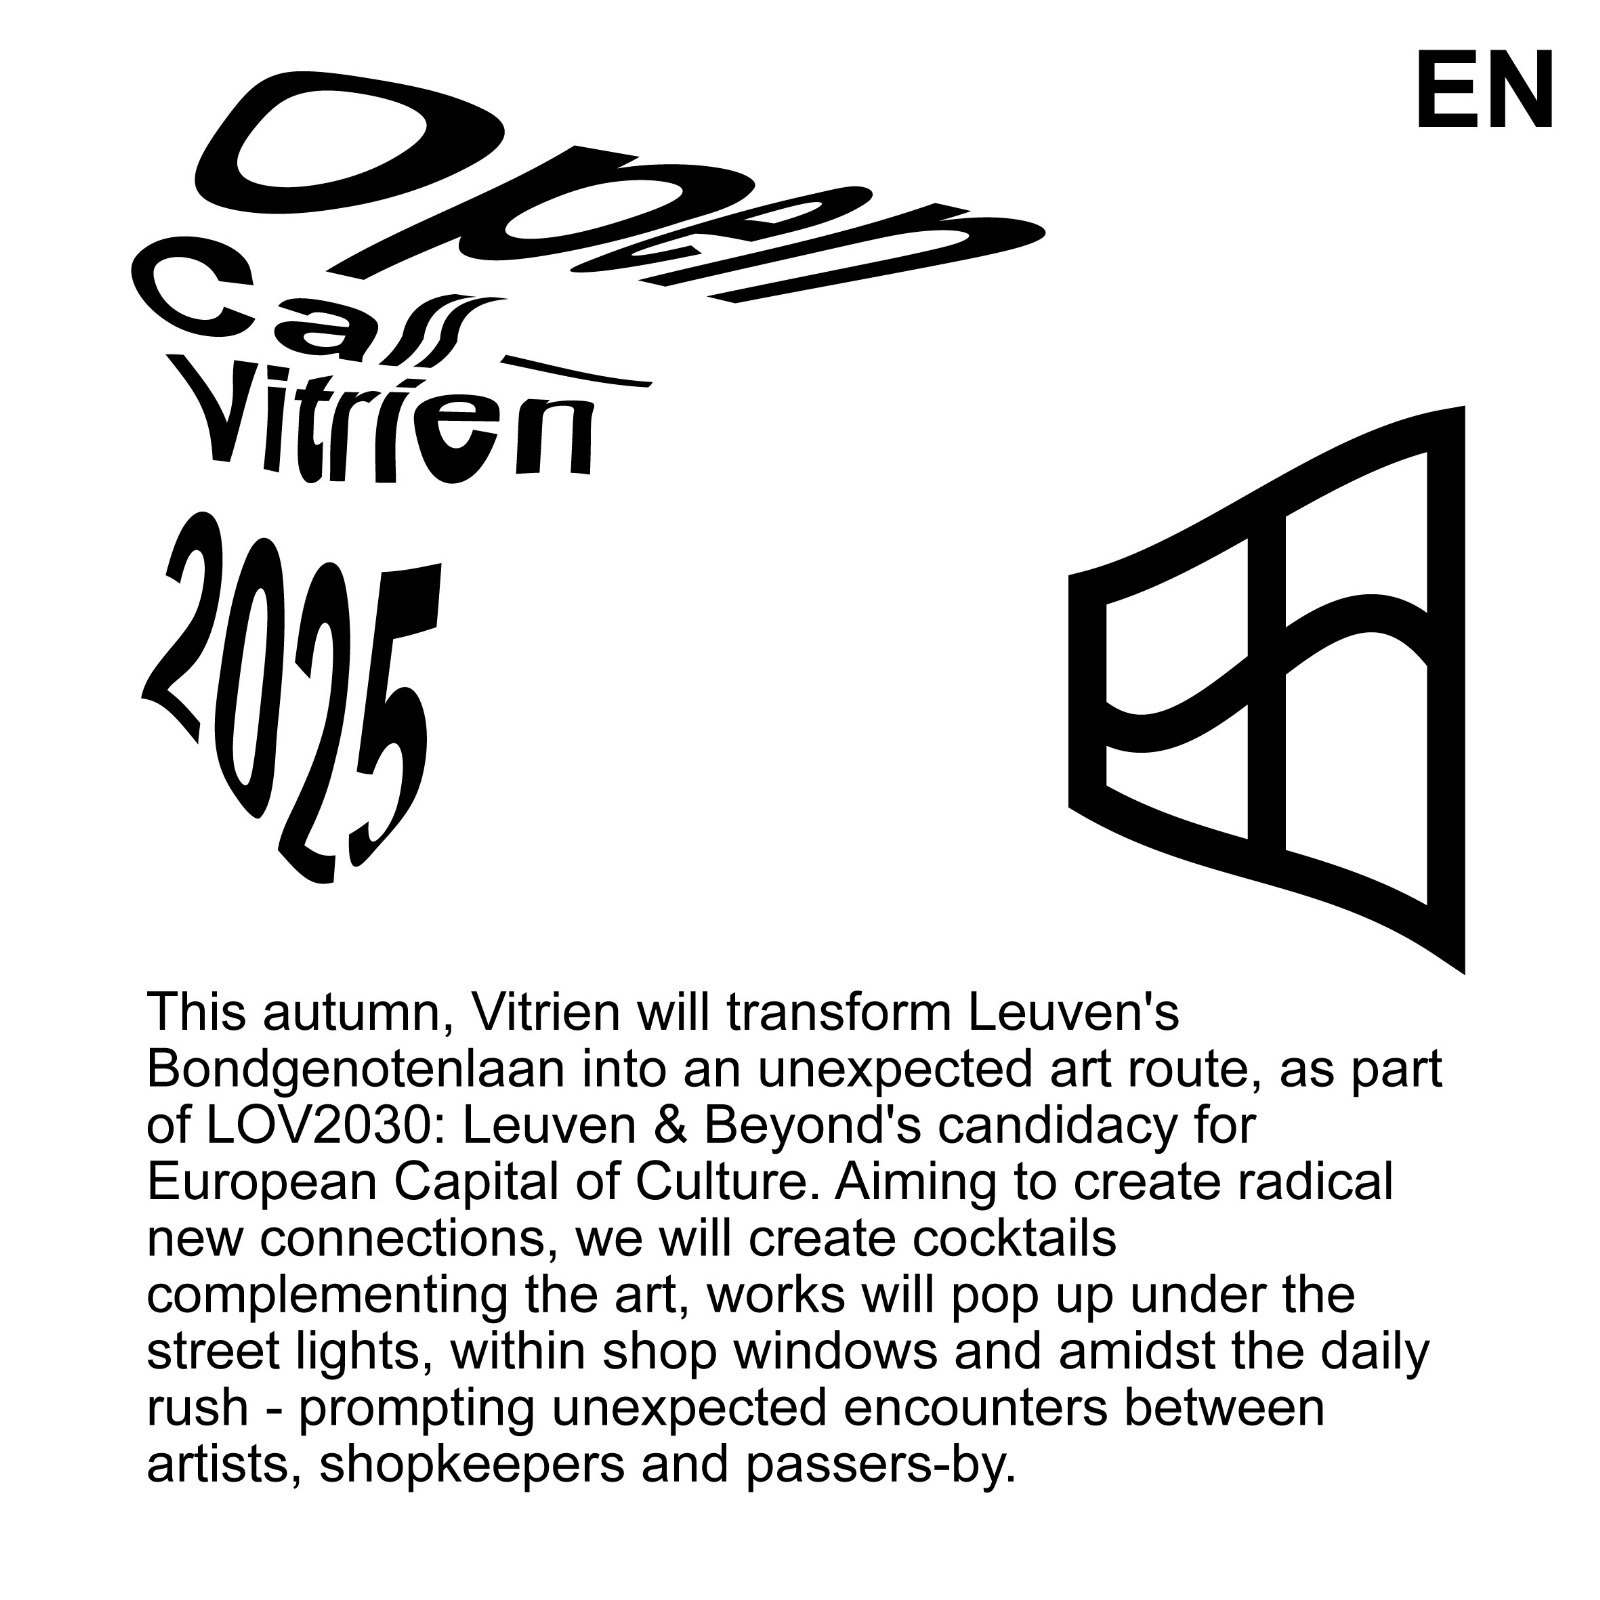 EN
Open
Call_
Vitrien
2025
This autumn, Vitrien will transform Leuven's
Bondgenotenlaan into an unexpected art route, as part
of LOV2030: Leuven & Beyond's candidacy for
European Capital of Culture. Aiming to create radical
new connections, we will create cocktails
complementing the art, works will pop up under the
street lights, within shop windows and amidst the daily
rush - prompting unexpected encounters between
artists, shopkeepers and passers-by.